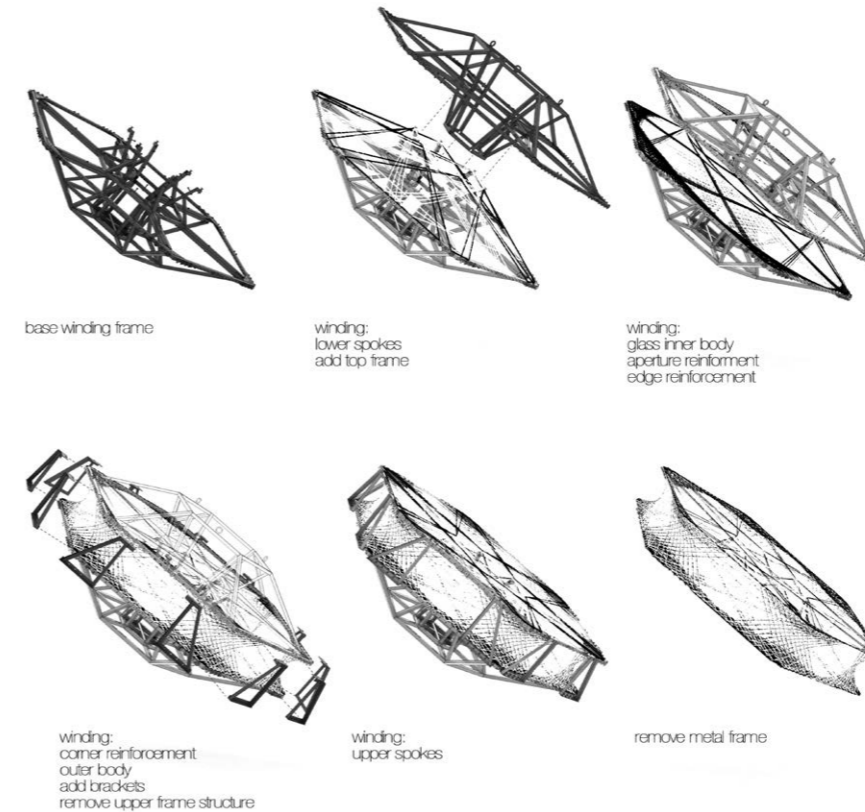 base winding frame
winding:
lower spokes
add top frame
winding:
glass inner body
aperture reinforment
edge reinforcement
winding:
corner reinforcement
outer body
add brackets
remove upper frame structure
winding:
upper spokes
remove metal frame